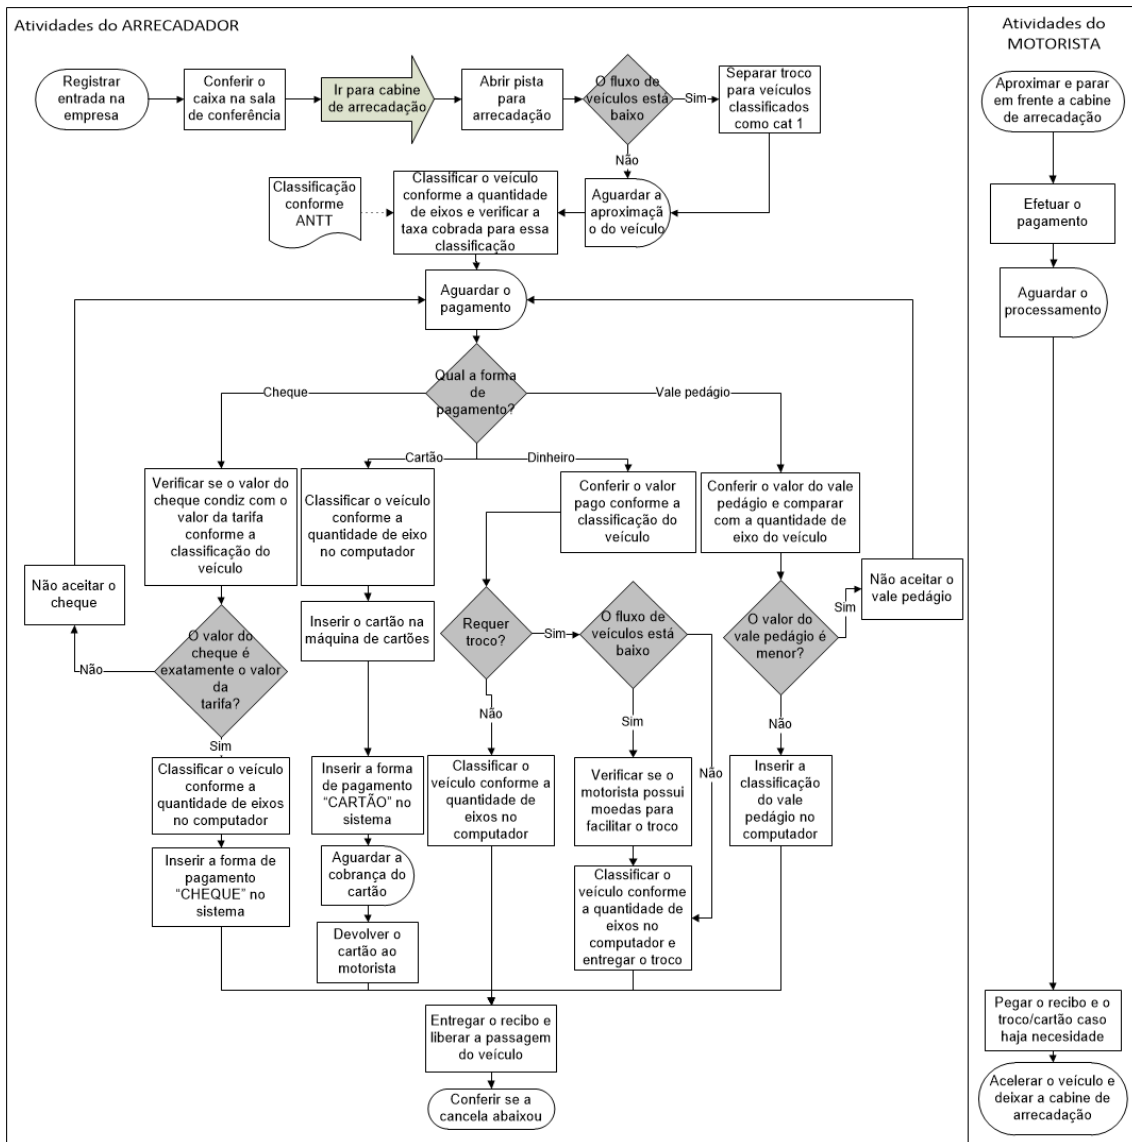 Atividades do ARRECADADOR
Atividades do
MOTORISTA
Registrar
entrada na
empresa
Conferir o
caixa na sala
de conferência
Ir para cabine
de arrecadação
Abrir pista
para
arrecadação
O fluxo de
veículos está
baixo
Sim
Separar troco
para veículos
classificados
como cat 1
Não
Classificação
conforme
ANTT
Classificar o veículo
conforme a quantidade
de eixos e verificar a
taxa cobrada para essa
classificação
Aguardar a
aproximaçã
o do veículo
Aguardar o
pagamento
Qual a forma
de
pagamento?
Cheque
Vale pedágio
Cartão
Dinheiro
Verificar se o valor do
cheque condiz com o
valor da tarifa
conforme a
classificação do
veículo
Classificar o veículo
conforme a
quantidade de eixo
no computador
Conferir o valor
pago conforme a
classificação do
veículo
Conferir o valor do vale
pedágio e comparar
com a quantidade de
eixo do veículo
Não aceitar o
cheque
Não aceitar o
vale pedágio
O valor do
cheque é
exatamente o valor
da
tarifa?
Não
Sim
Inserir o cartão na
máquina de cartões
Requer
troco?
Sim
O fluxo de
veículos está
baixo
O valor do
vale pedágio é
menor?
Sim
Não
Sim
Não
Não
Classificar o veículo
conforme a
quantidade de eixos
no computador
Inserir a forma
de pagamento
“CARTÃO” no
sistema
Classificar o
veículo conforme a
quantidade de
eixos no
computador
Verificar se o
motorista possui
moedas para
facilitar o troco
Inserir a
classificação
do vale
pedágio no
computador
Inserir a forma de
pagamento
“CHEQUE” no
sistema
Aguardar a
cobrança do
cartão
Devolver o
cartão ao
motorista
Classificar o
veículo conforme
a quantidade de
eixos no
computador e
entregar o troco
Entregar o recibo e
liberar a passagem
do veículo
Conferir se a
cancela abaixou
Aproximar e parar
em frente a cabine
de arrecadação
Efetuar o
pagamento
Aguardar o
processamento
Pegar o recibo e o
troco/cartão caso
haja necessidade
Acelerar o veículo e
deixar a cabine de
arrecadação